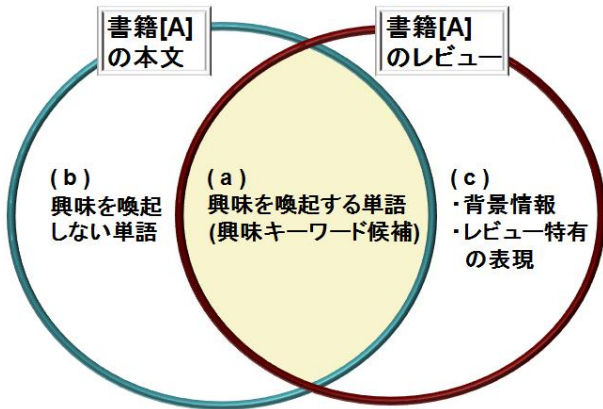 書籍[A]
の本文
書籍[A]
のレビュー
(b)
興味を喚起
しない単語
(a)
興味を喚起する単語
(興味キーワード候補)
(c)
・背景情報
・レビュー特有
の表現